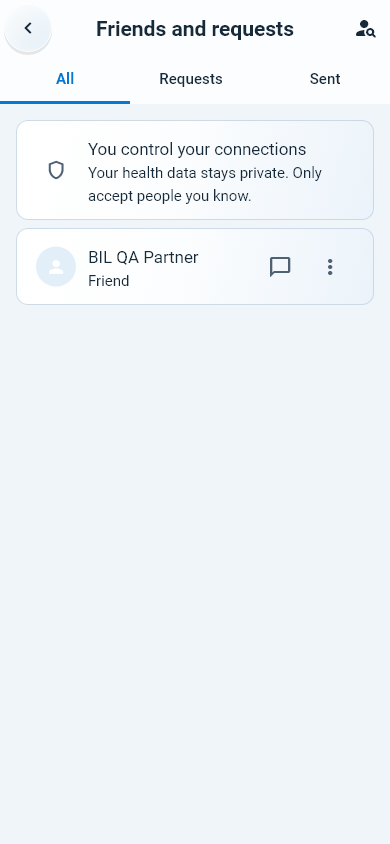 Friends and requests
All
Requests
Sent
You control your connections
Your health data stays private. Only
accept people you know.
BIL QA Partner
Friend